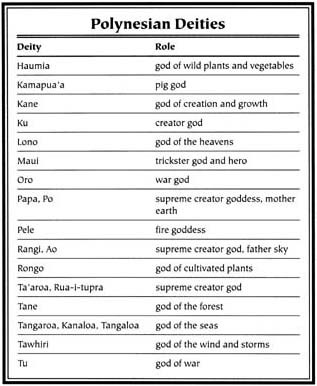 Polynesian Deities
Deity Role
Haumia god of wild plants and vegetables
Kamapua'a pig god
Kane god of creation and growth
Ku creator god
Lono god of the heavens
Maui trickster god and hero
Oro war god
Papa, Po supreme creator goddess, mother
earth
Pele fire goddess
Rangi, Ao supreme creator god, father sky
Rongo god of cultivated plants
Ta'aroa, Rua-i-tupra supreme creator god
Tane god of the forest
Tangaroa, Kanaloa, Tangaloa god of the seas
Tawhiri god of the wind and storms
Tu god of war